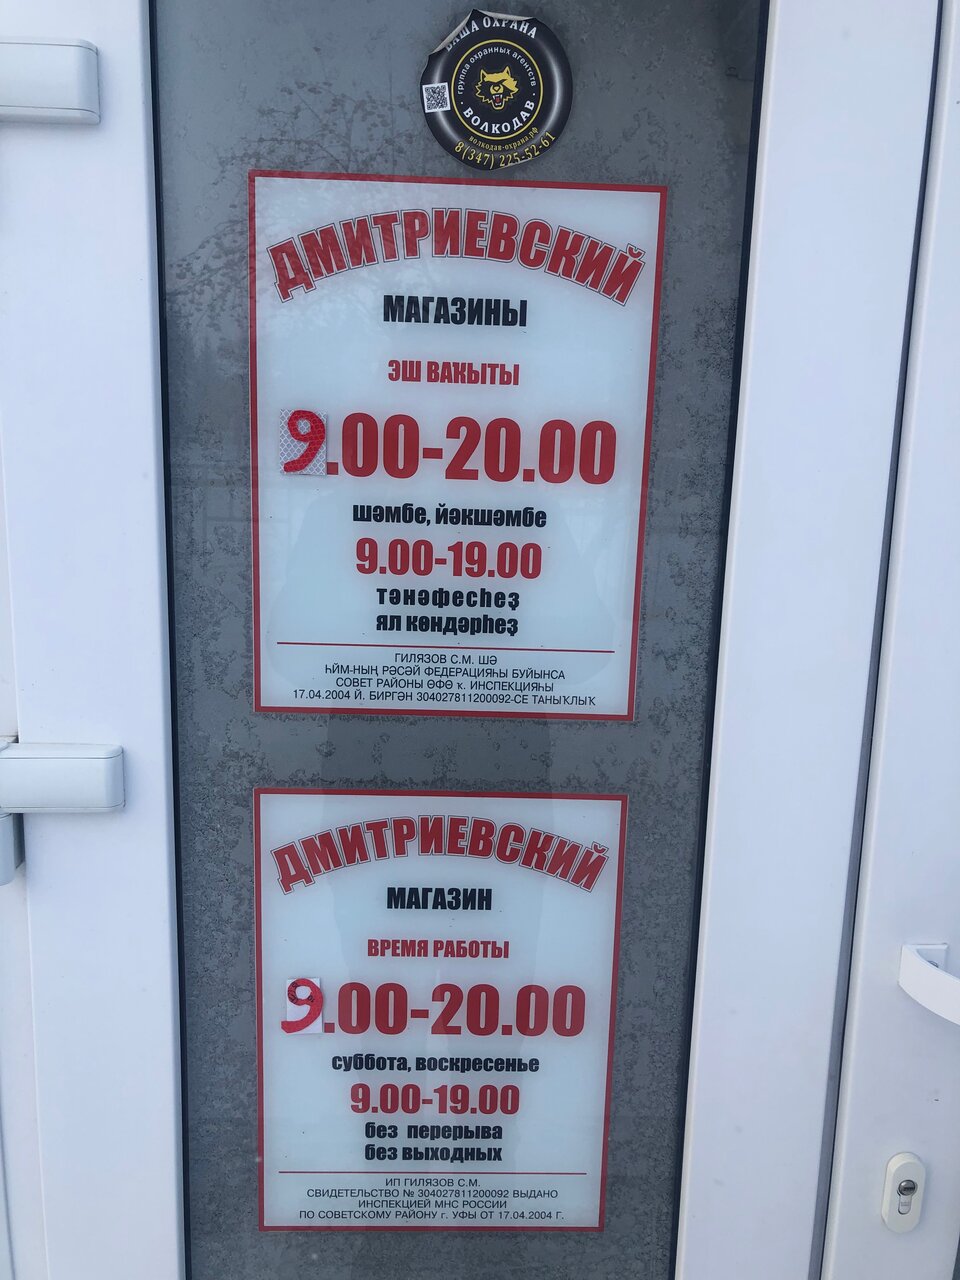 ВАША ОХРАНА
группа охранных агентств
ВОЛКОДАВ
волкодав-охрана.рф
8(347) 225-52-61
ДМИТРИЕВСКИЙ
МАГАЗИНЫ
ЭШ ВАҠЫТЫ
9.00-20.00
шәмбе, йәкшәмбе
9.00-19.00
тәнәфесһеҙ
ял көндәрһеҙ
ГИЛЯЗОВ С.М. ШӘ
ҺЙМ-НЫҢ РӘСӘЙ ФЕДЕРАЦИЯҺЫ БУЙЫНСА
СОВЕТ РАЙОНЫ ӨФӨ ҡ. ИНСПЕКЦИЯҺЫ
17.04.2004 Й. БИРГӘН 304027811200092-СЕ ТАНЫҠЛЫҠ
ДМИТРИЕВСКИЙ
МАГАЗИН
ВРЕМЯ РАБОТЫ
9.00-20.00
суббота, воскресенье
9.00-19.00
без перерыва
без выходных
ИП ГИЛЯЗОВ С.М.
СВИДЕТЕЛЬСТВО № 304027811200092 ВЫДАНО
ИНСПЕКЦИЕЙ МНС РОССИИ
ПО СОВЕТСКОМУ РАЙОНУ г. УФЫ ОТ 17.04.2004 Г.